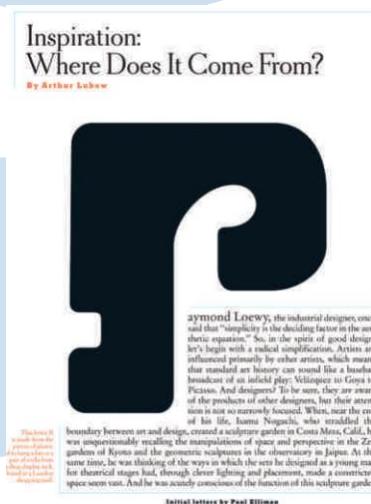 Inspiration:
Where Does It Come From?
By Arthur Lubow
aymond Loewy, the industrial designer, onc
said that "simplicity is the deciding factor in the aes
thetic equation." So, in the spirit of good design
let's begin with a radical simplification. Artists ar
influenced primarily by other artists, which mean
that standard art history can sound like a baseba
broadcast of an infield play: Velázquez to Goya t
Picasso. And designers? To be sure, they are awar
of the products of other designers, but their atten
tion is not so narrowly focused. When, near the en
of his life, Isamu Noguchi, who straddled th
boundary between art and design, created a sculpture garden in Costa Mesa, Calif., h
was unquestionably recalling the manipulations of space and perspective in the Ze
gardens of Kyoto and the geometric sculptures in the observatory in Jaipur. At th
same time, he was thinking of the ways in which the sets he designed as a young ma
for theatrical stages had, through clever lighting and placement, made a constricte
space seem vast. And he was acutely conscious of the function of this sculpture garde
This letter R
is made from the
Initial letters by Paul Elliman